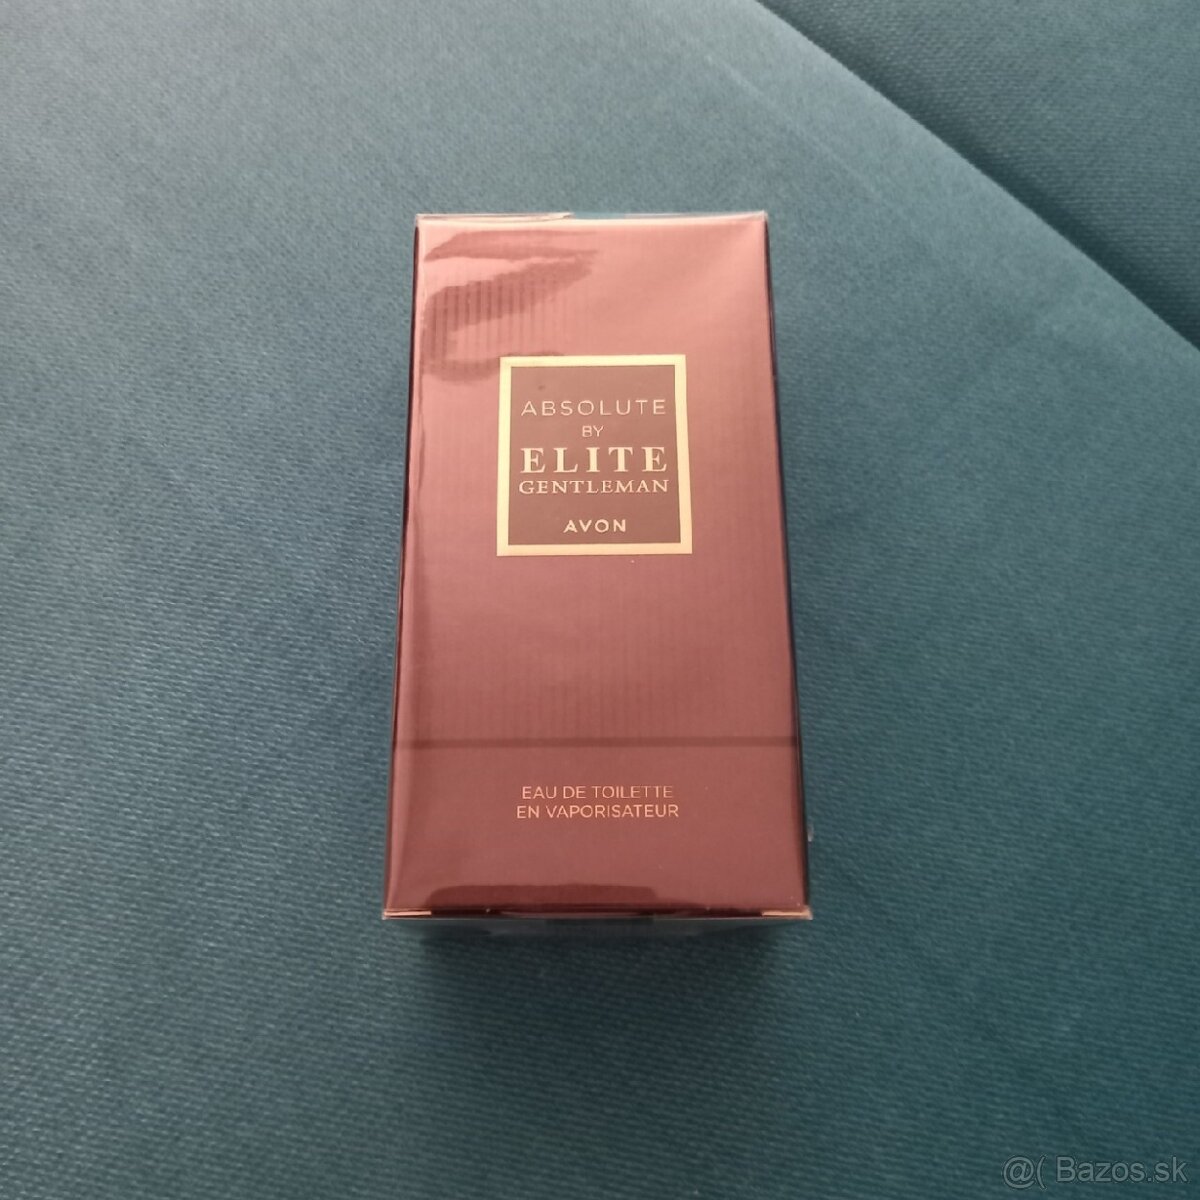 ABSOLUTE
BY
ELITE
GENTLEMAN
AVON
EAU DE TOILETTE
EN VAPORISATEUR
@( Bazos.sk